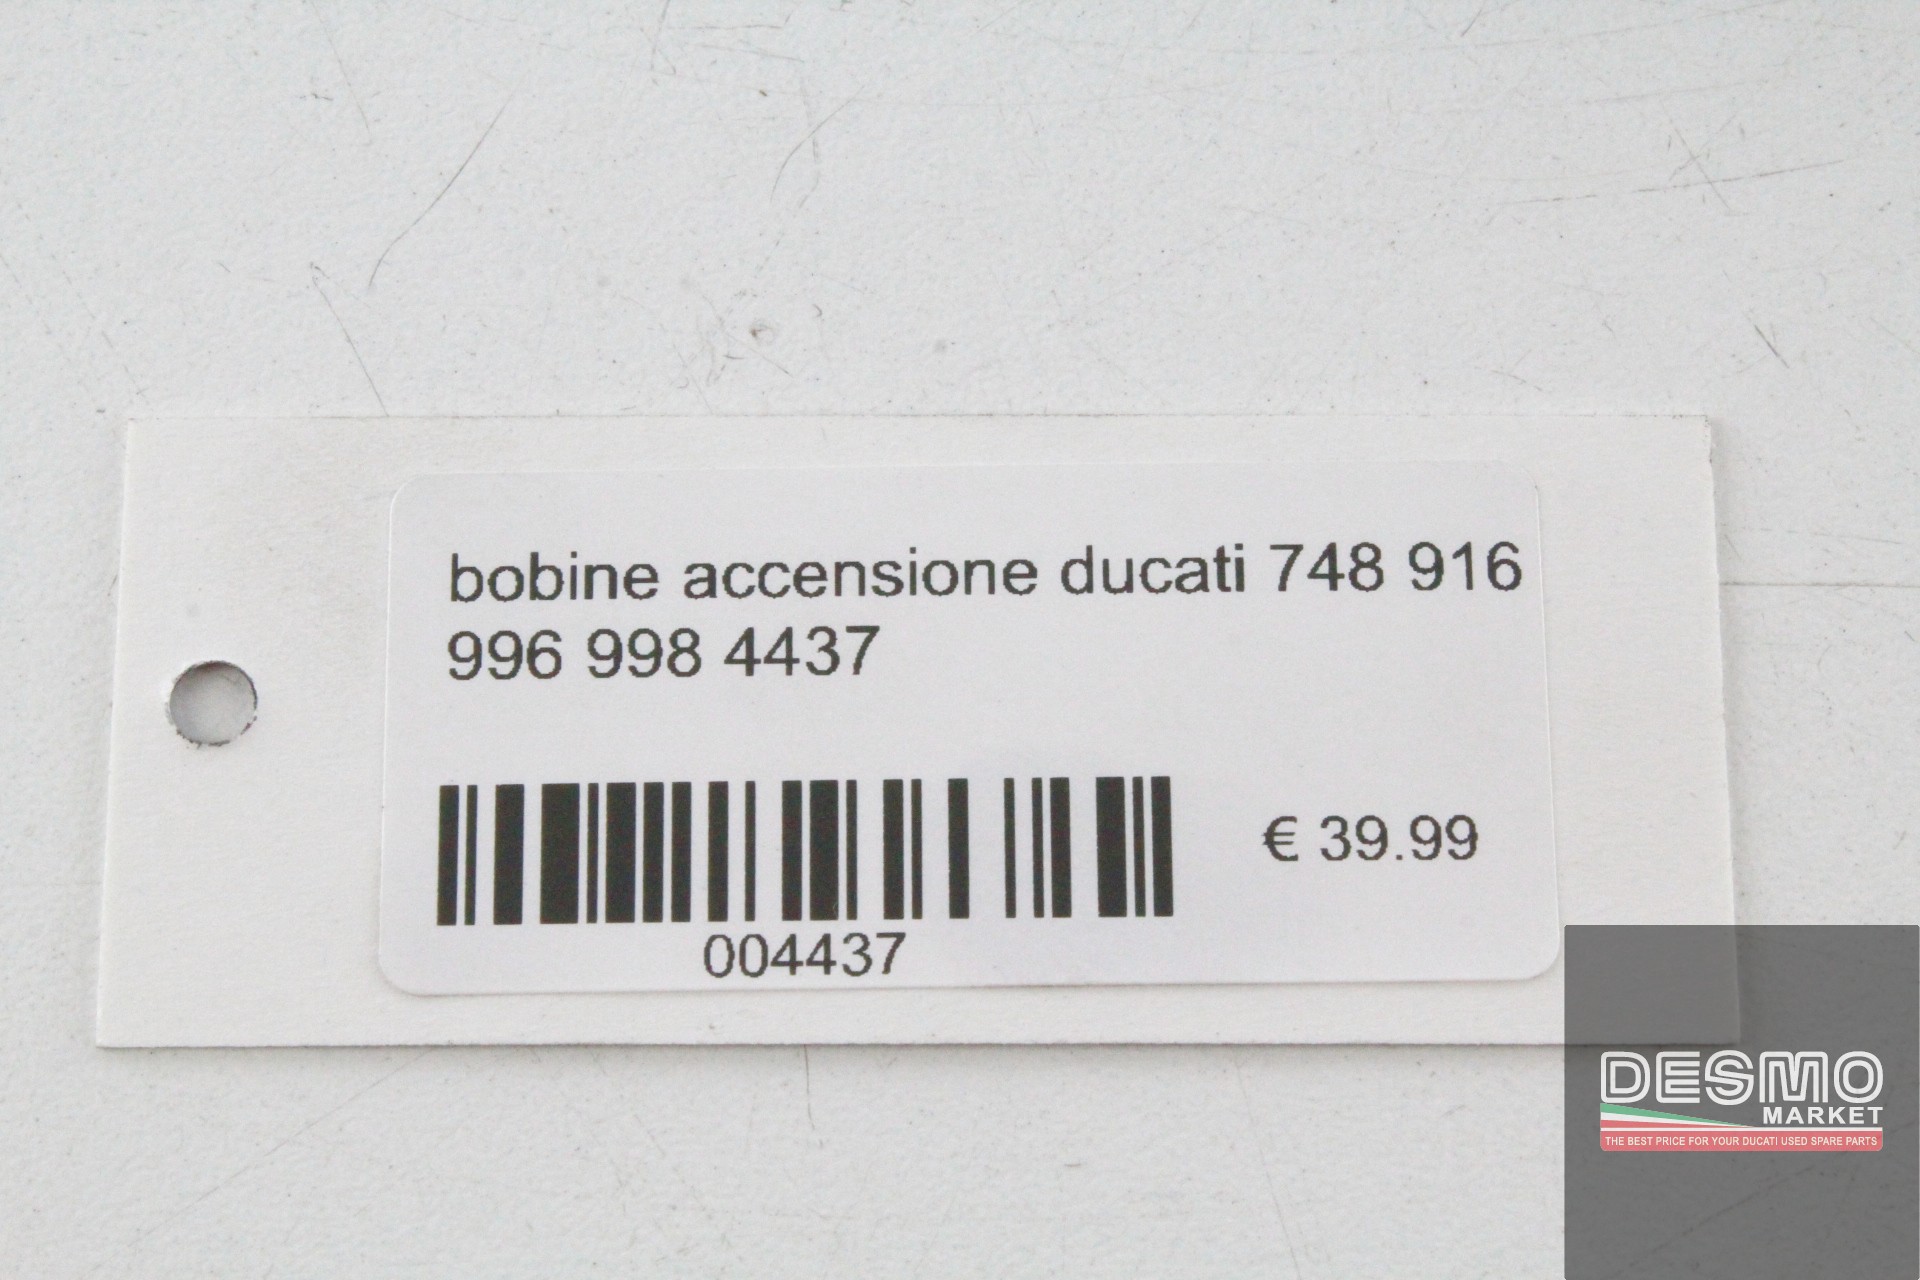 bobine accensione ducati 748 916
996 998 4437
004437
€ 39.99
DESMO
MARKET
THE BEST PRICE FOR YOUR DUCATI USED SPARE PARTS